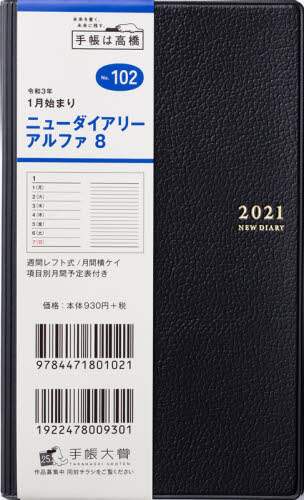 未来を書く、
未来に残す。
手帳は高橋
No. 102
令和3年
1月始まり
ニューダイアリー
アルファ 8
1
1(月)
2(火)
3(水)
4(木)
5(金)
6(土)
7(日)
週間レフト式/月間横ケイ
項目別月間予定表付き
価格：本体930円+税
9784471801021
1922478009301
25th
手帳大賞
TAKAHASHI SHOTEN
作品募集中 同封チラシをご覧ください
2021
NEW DIARY